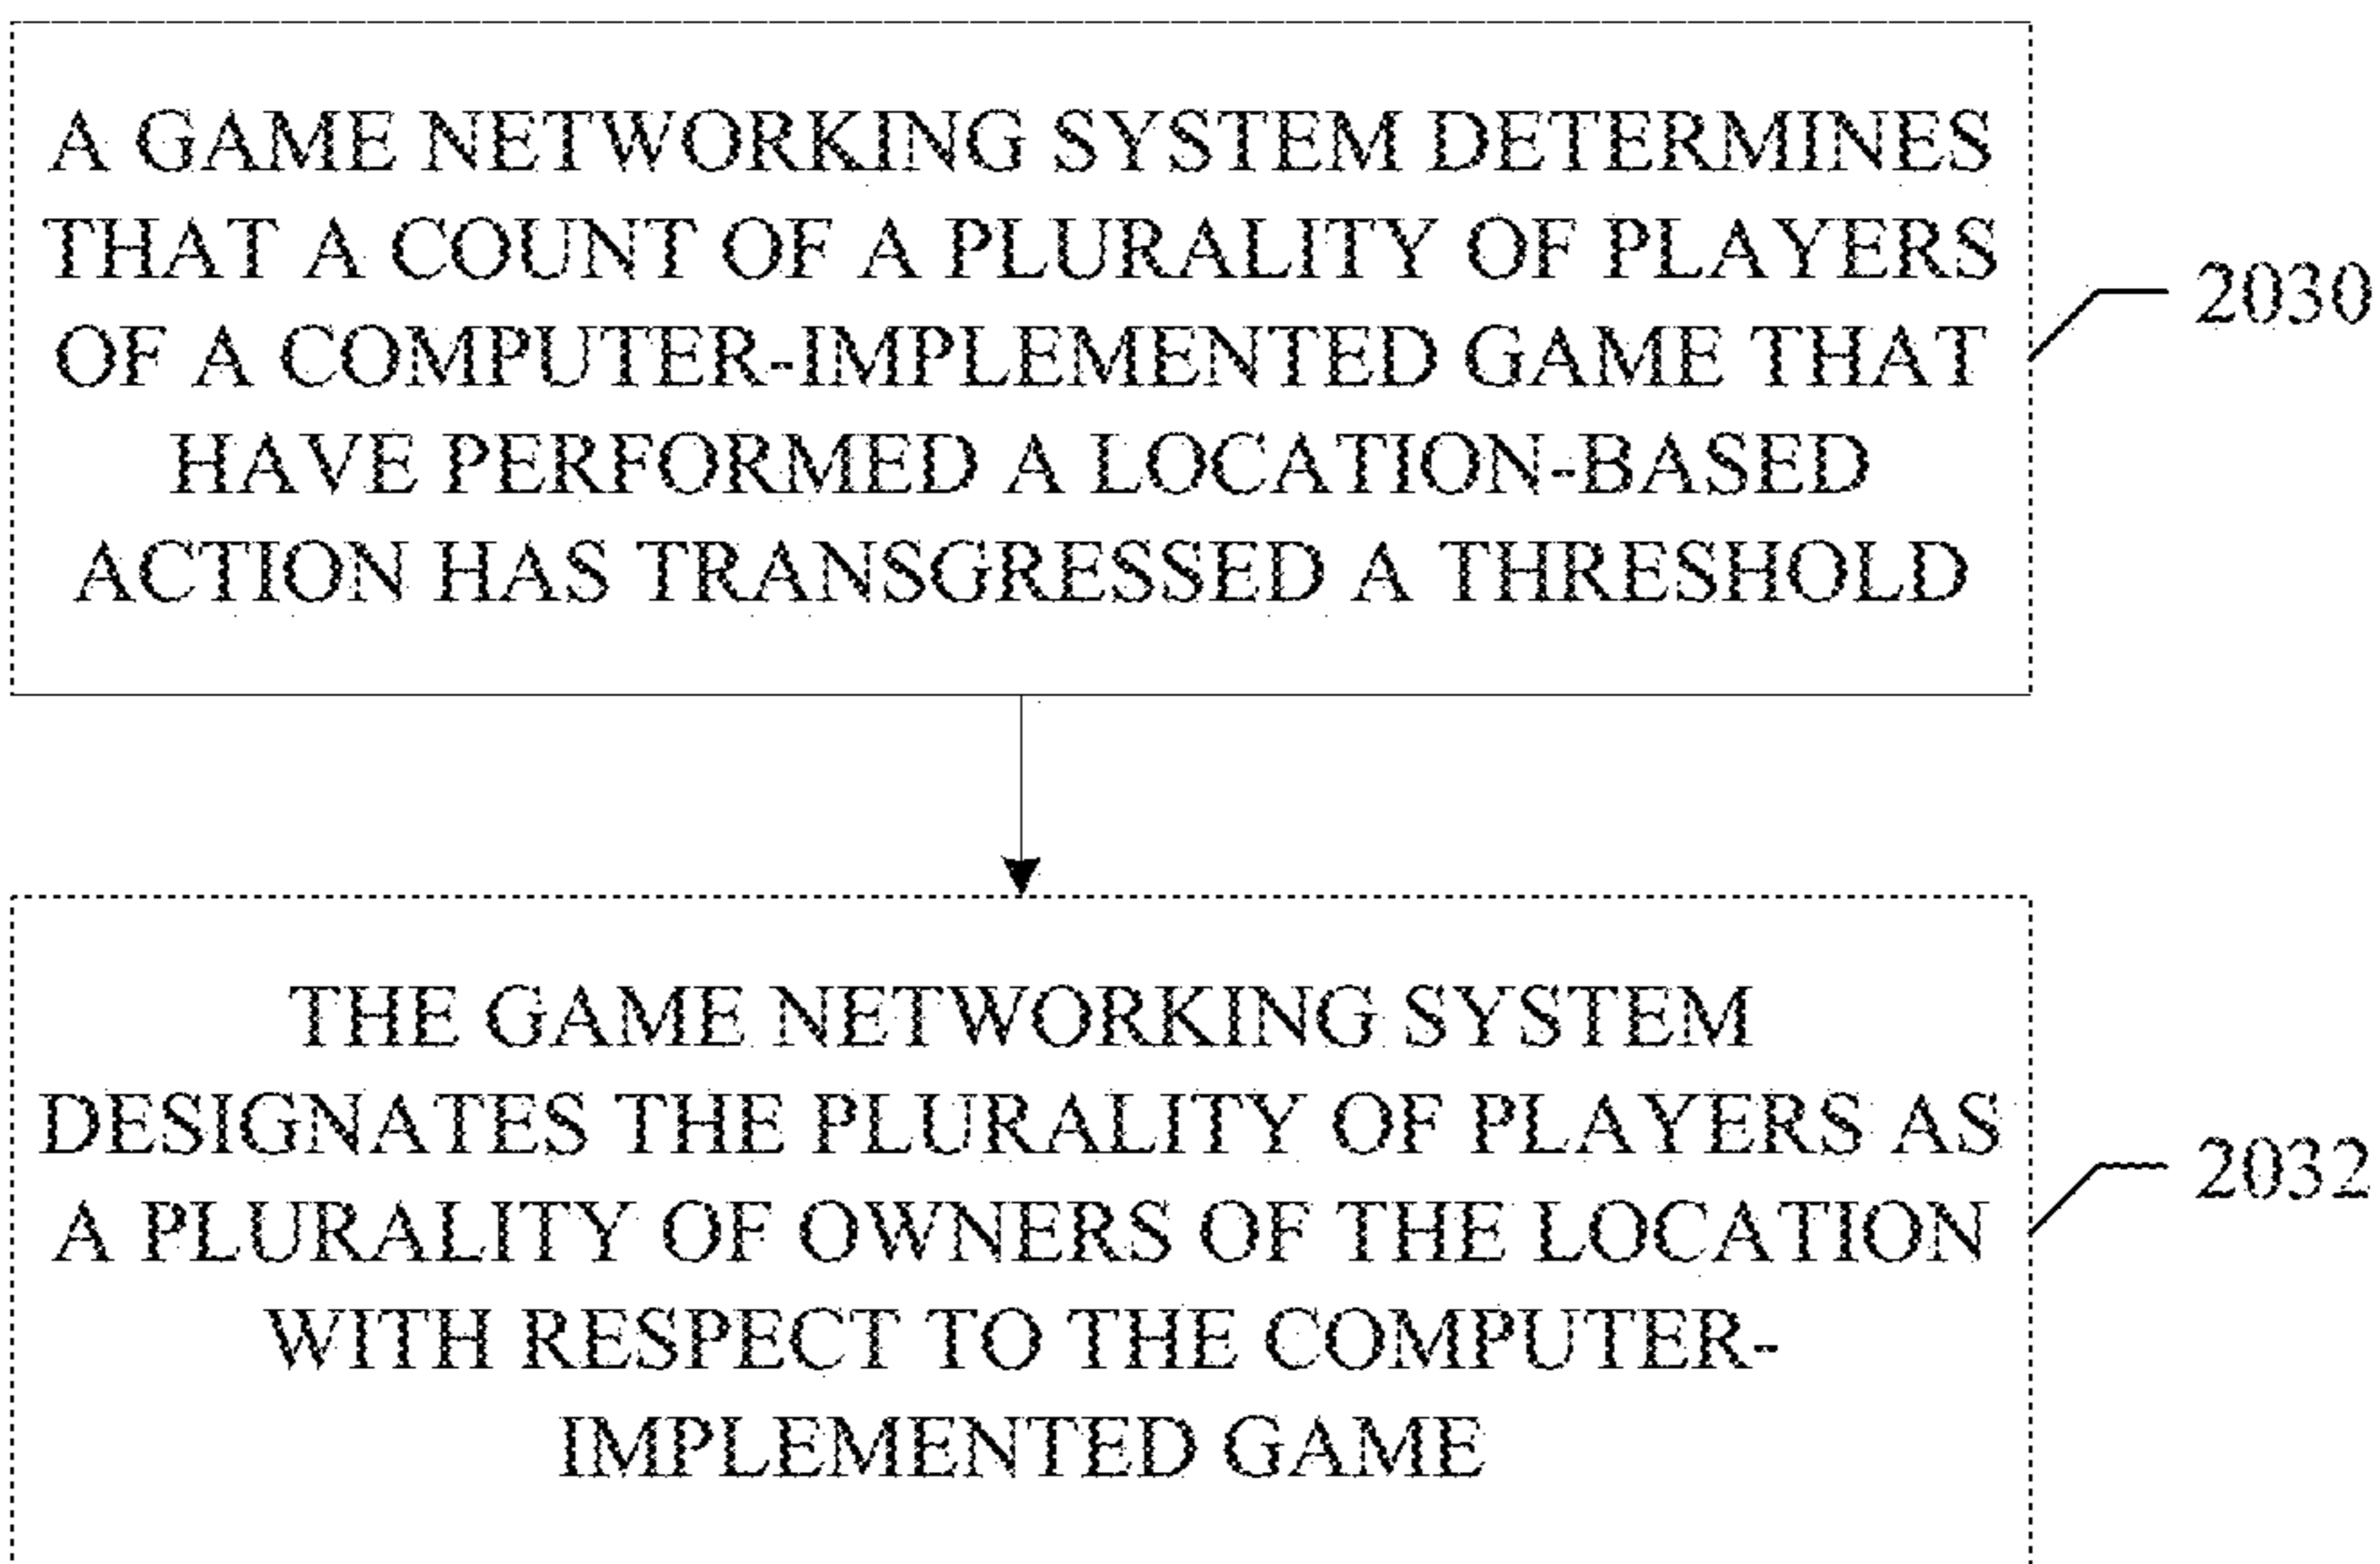 A GAME NETWORKING SYSTEM DETERMINES
THAT A COUNT OF A PLURALITY OF PLAYERS
OF A COMPUTER-IMPLEMENTED GAME THAT
HAVE PERFORMED A LOCATION-BASED
ACTION HAS TRANSGRESSED A THRESHOLD
2030
THE GAME NETWORKING SYSTEM
DESIGNATES THE PLURALITY OF PLAYERS AS
A PLURALITY OF OWNERS OF THE LOCATION
WITH RESPECT TO THE COMPUTER-
IMPLEMENTED GAME
2032